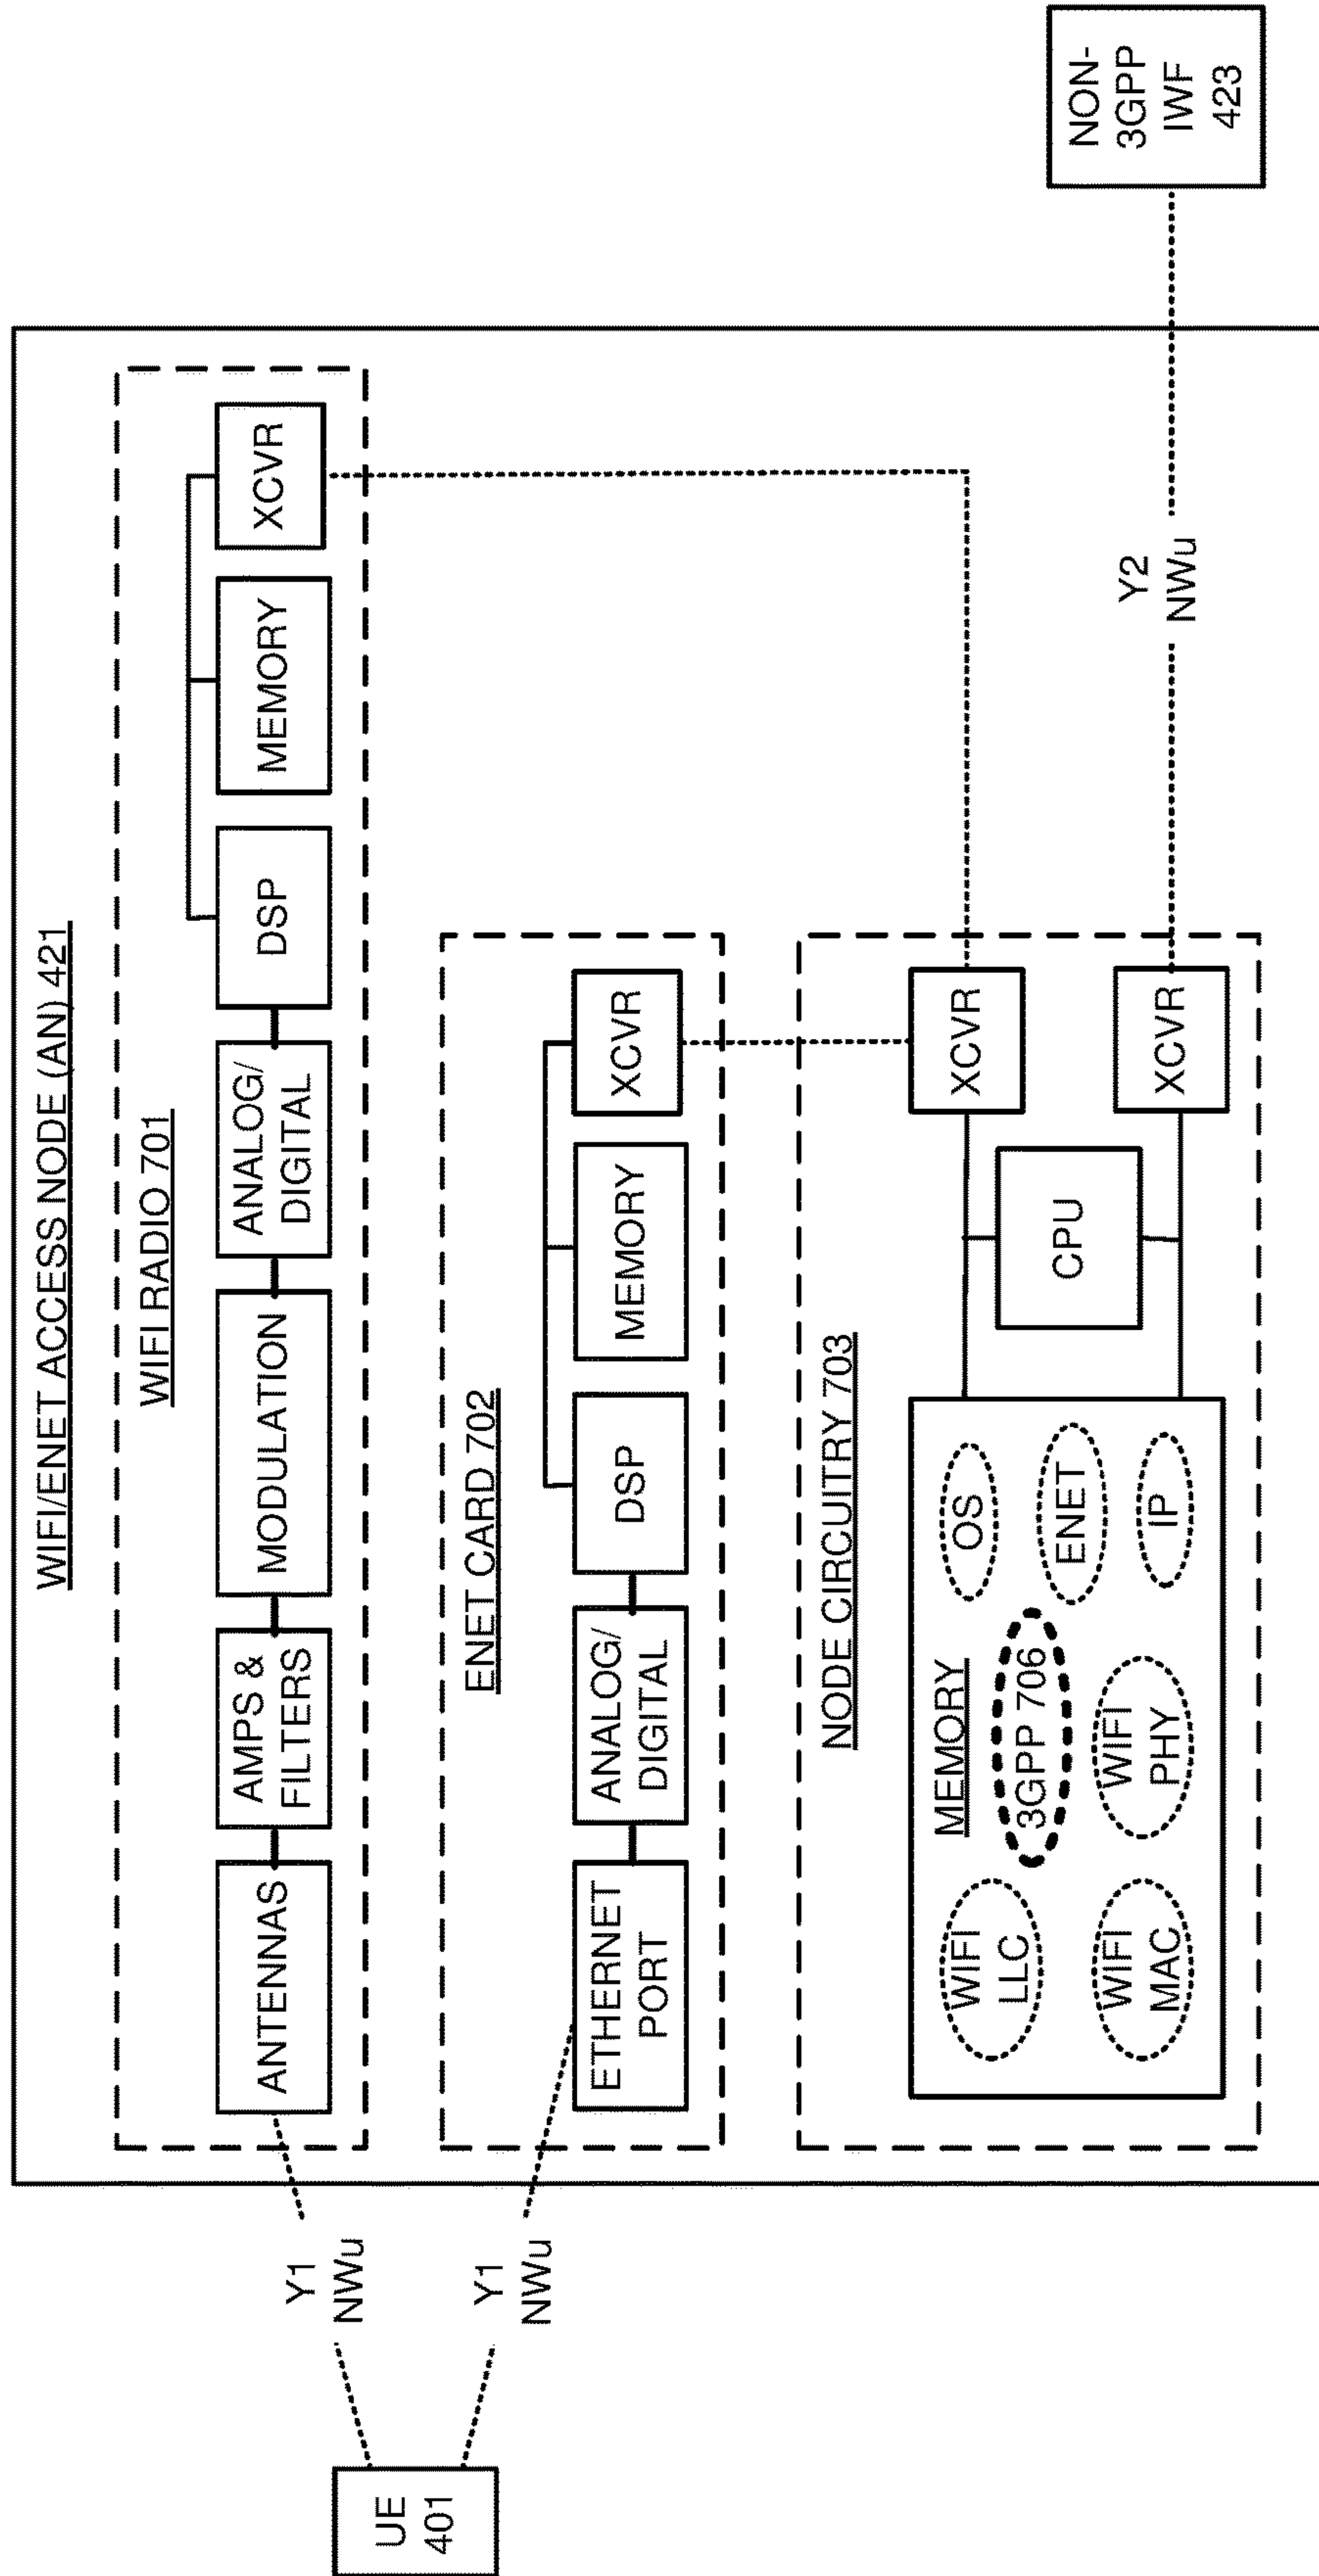 WIFI/ENET ACCESS NODE (AN) 421
WIFI RADIO 701
ANTENNAS
AMPS &
FILTERS
MODULATION
ANALOG/
DIGITAL
DSP
MEMORY
XCVR
UE
401
Y1
NWu
Y1
NWu
ENET CARD 702
ETHERNET
PORT
ANALOG/
DIGITAL
DSP
MEMORY
XCVR
NODE CIRCUITRY 703
MEMORY
WIFI
LLC
3GPP 706
OS
ENET
WIFI
MAC
WIFI
PHY
IP
CPU
XCVR
XCVR
Y2
NWu
NON-
3GPP
IWF
423